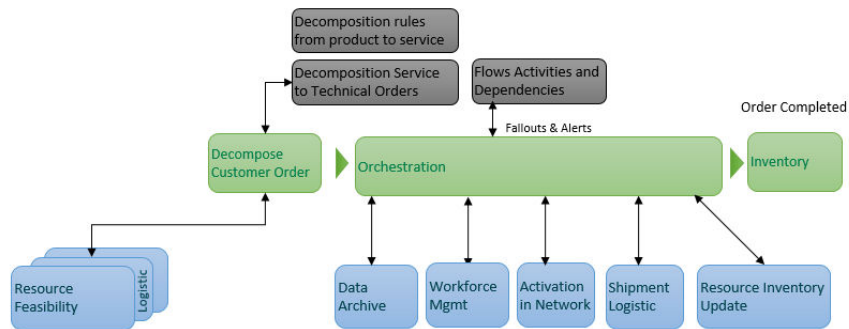 Decomposition rules
from product to service
Decomposition Service
to Technical Orders
Flows Activities and
Dependencies
Order Completed
Fallouts & Alerts
Decompose
Customer Order
Orchestration
Inventory
Resource
Feasibility
Logistic
Data
Archive
Workforce
Mgmt
Activation
in Network
Shipment
Logistic
Resource Inventory
Update